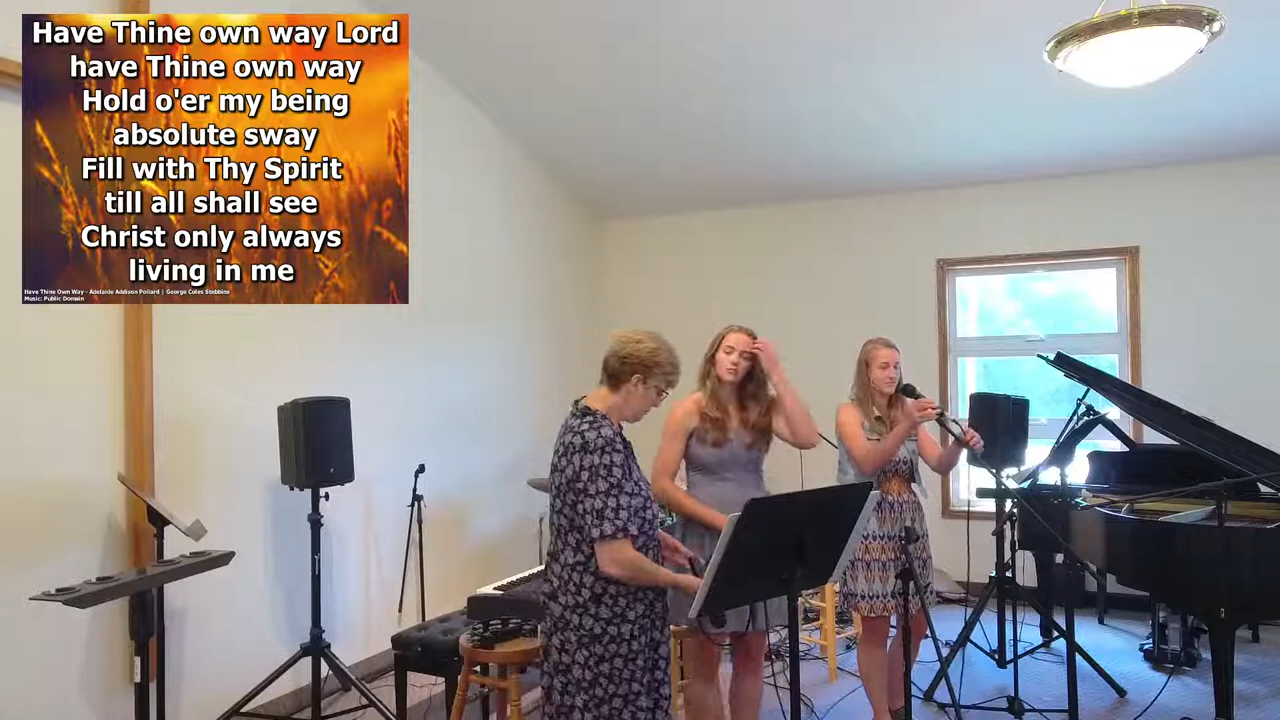 Have Thine own way Lord
have Thine own way
Hold o'er my being
absolute sway
Fill with Thy Spirit
till all shall see
Christ only always
living in me
Have Thine Own Way - Adelaide Addison Pollard | George Coles Stebbins
Music: Public Domain